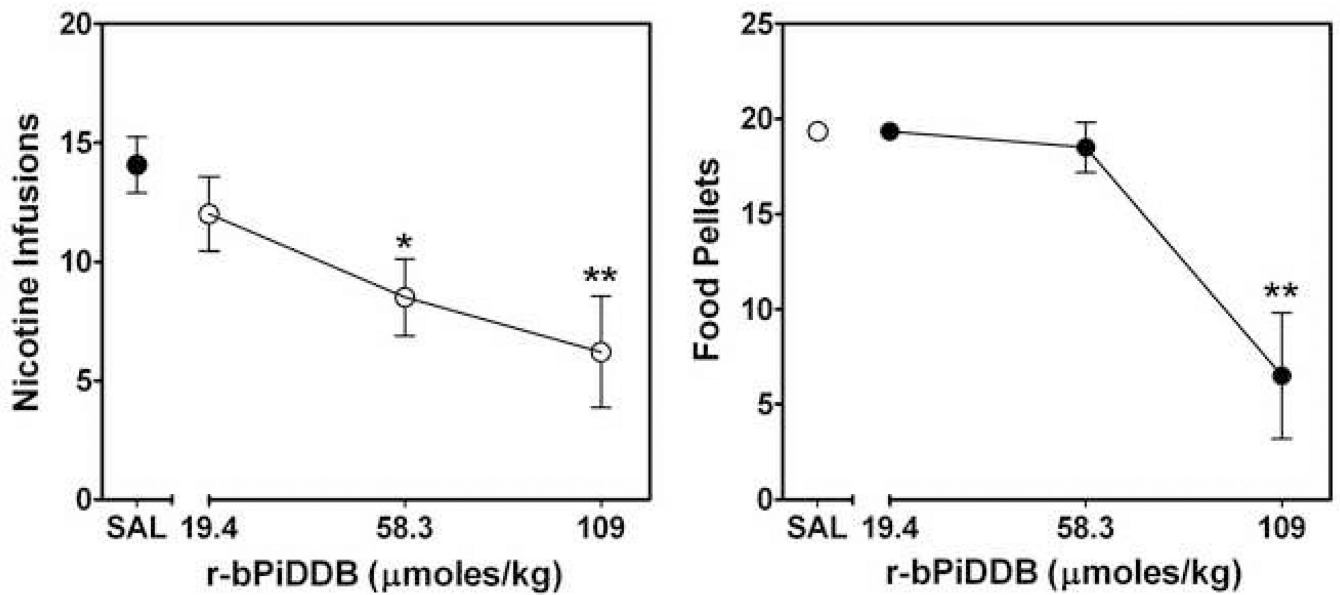 20
15
10
5
0
Nicotine Infusions
*
**
SAL 19.4 58.3 109
r-bPiDDB (μmoles/kg)
25
20
15
10
5
0
Food Pellets
**
SAL 19.4 58.3 109
r-bPiDDB (μmoles/kg)